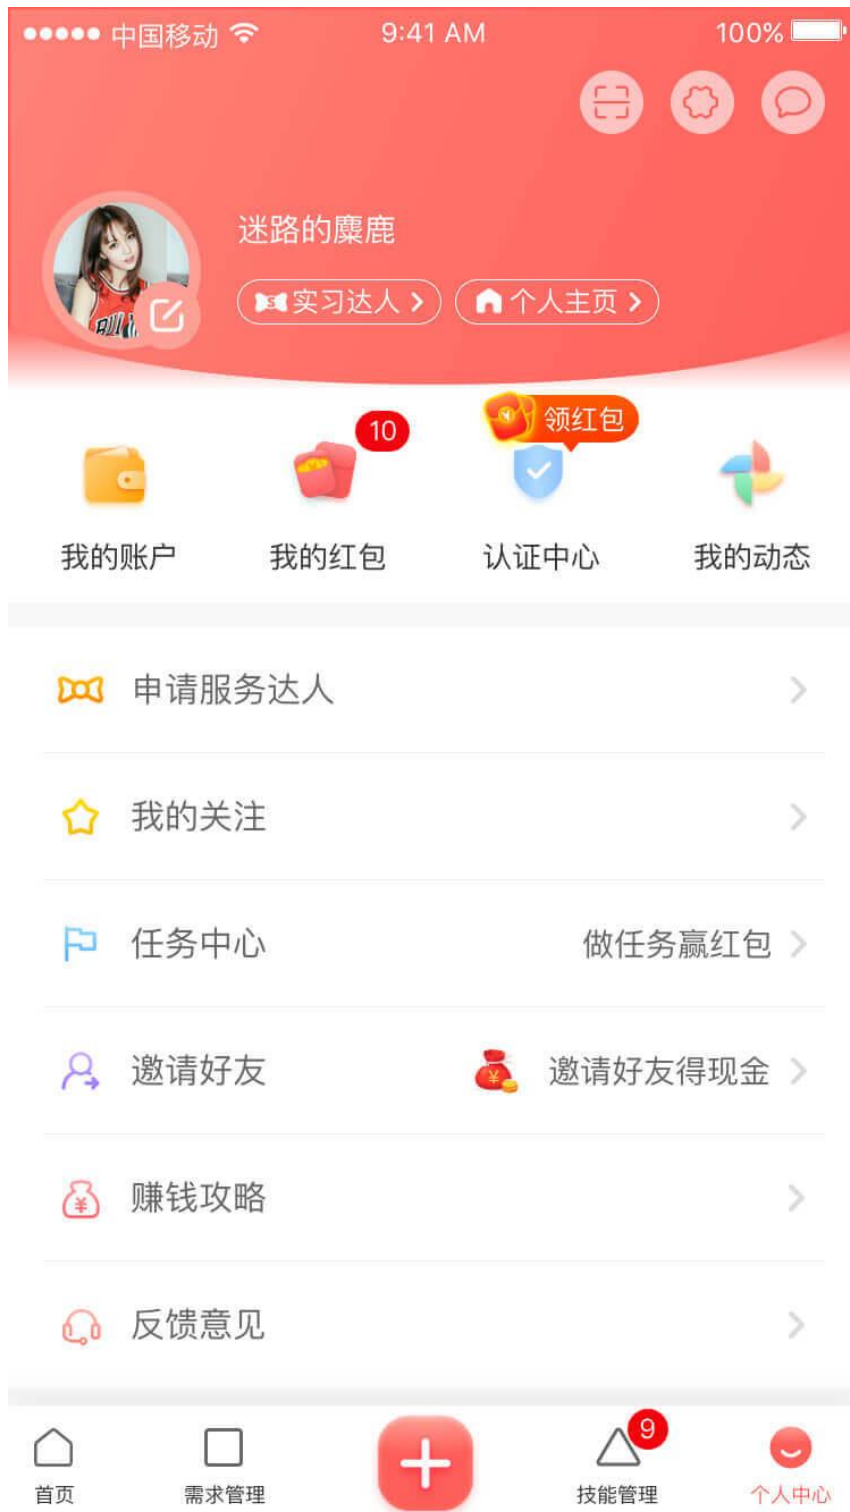 中国移动 9:41 AM 100%
迷路的麋鹿
实习达人 个人主页
10 领红包
我的账户 我的红包 认证中心 我的动态
申请服务达人
我的关注
任务中心 做任务赢红包
邀请好友 邀请好友得现金
赚钱攻略
反馈意见
9
首页 需求管理 技能管理 个人中心